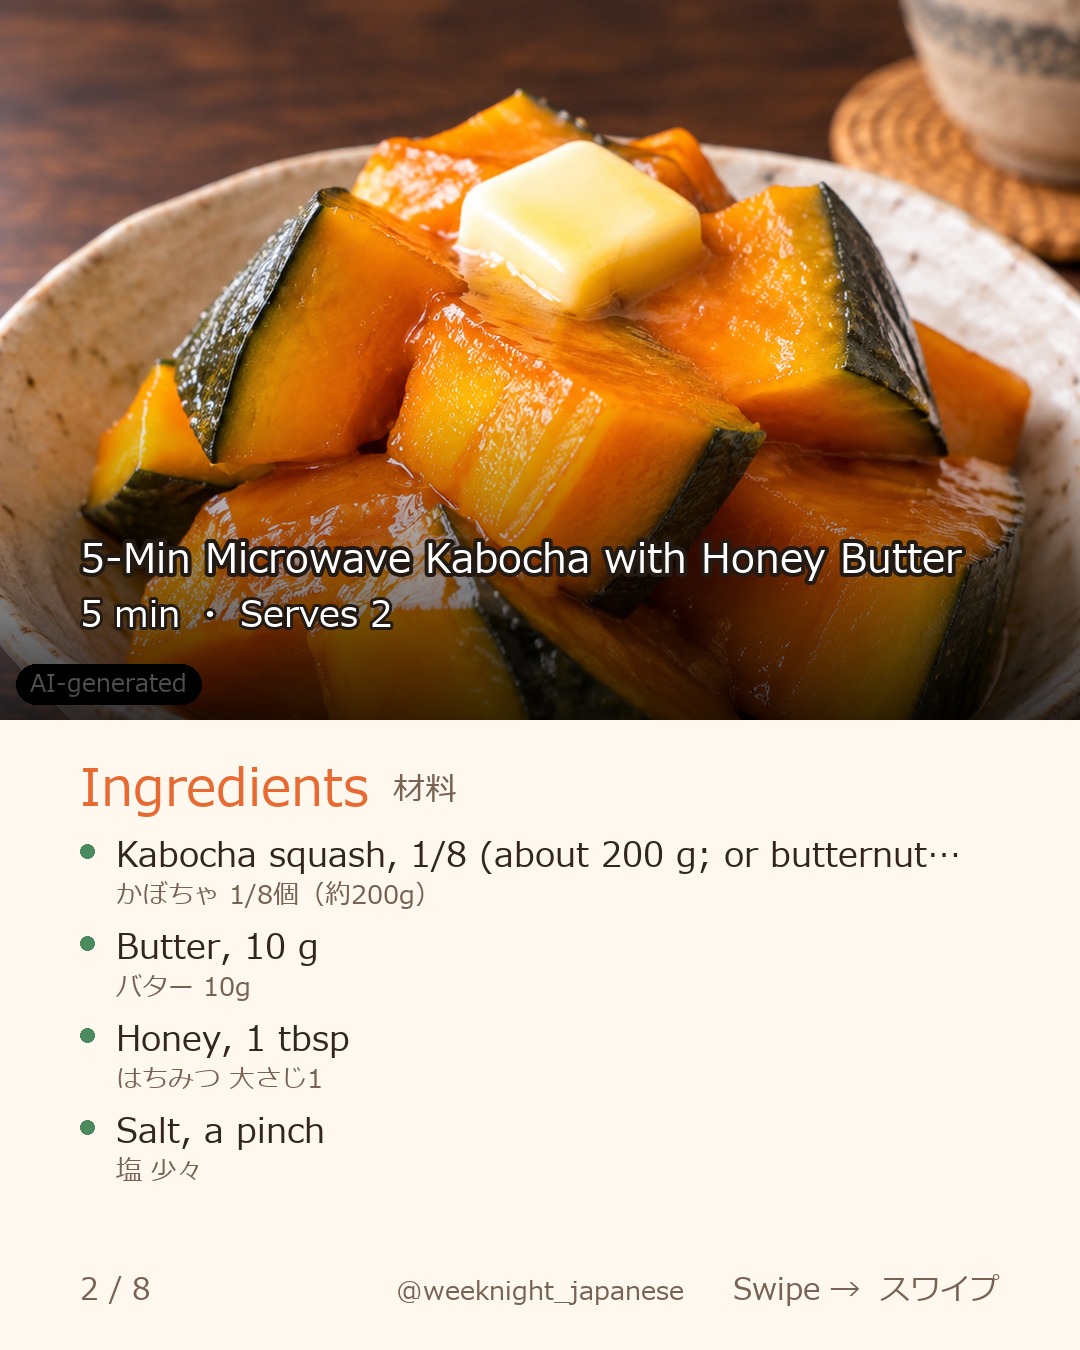 5-Min Microwave Kabocha with Honey Butter
5 min ・ Serves 2
AI-generated
Ingredients 材料
Kabocha squash, 1/8 (about 200 g; or butternut…
かぼちゃ 1/8個（約200g）
Butter, 10 g
バター 10g
Honey, 1 tbsp
はちみつ 大さじ1
Salt, a pinch
塩 少々
2 / 8 @weeknight_japanese Swipe → スワイプ